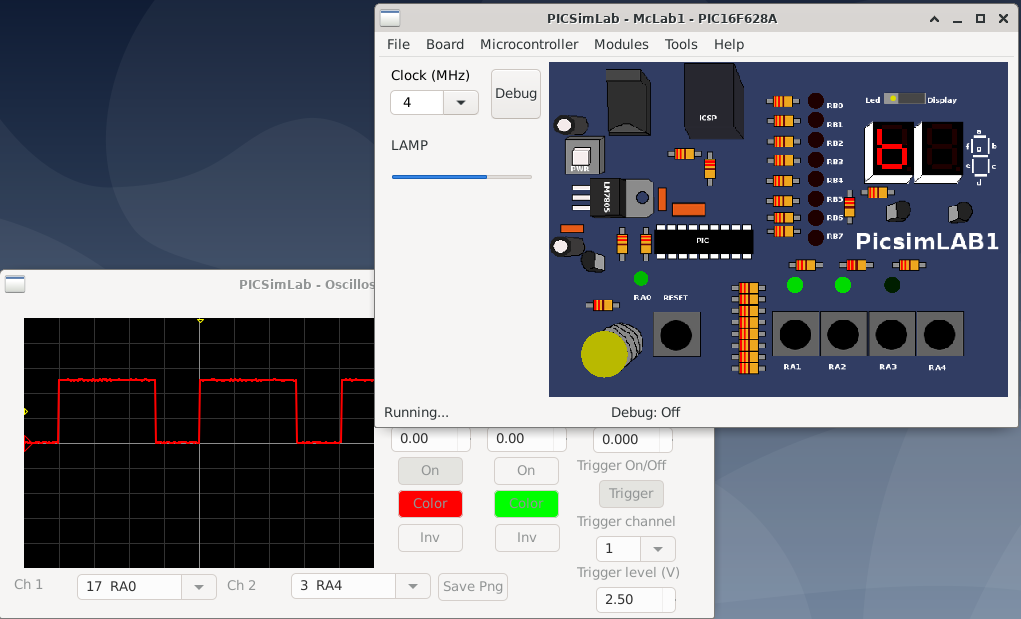 PICSimLab - McLab1 - PIC16F628A
File Board Microcontroller Modules Tools Help
Clock (MHz)
4
Debug
LAMP
ICSP
PWR
LM7805
PIC
RB0
RB1
RB2
RB3
RB4
RB5
RB6
RB7
Led Display
a
f b
g
e c
d
PicsimLAB1
RA0 RESET
RA1 RA2 RA3 RA4
Running... Debug: Off
PICSimLab - Oscillos
0.00 0.00 0.000
On On Trigger On/Off
Color Color Trigger
Inv Inv Trigger channel
1
Trigger level (V)
2.50
Ch 1 17 RA0 Ch 2 3 RA4 Save Png